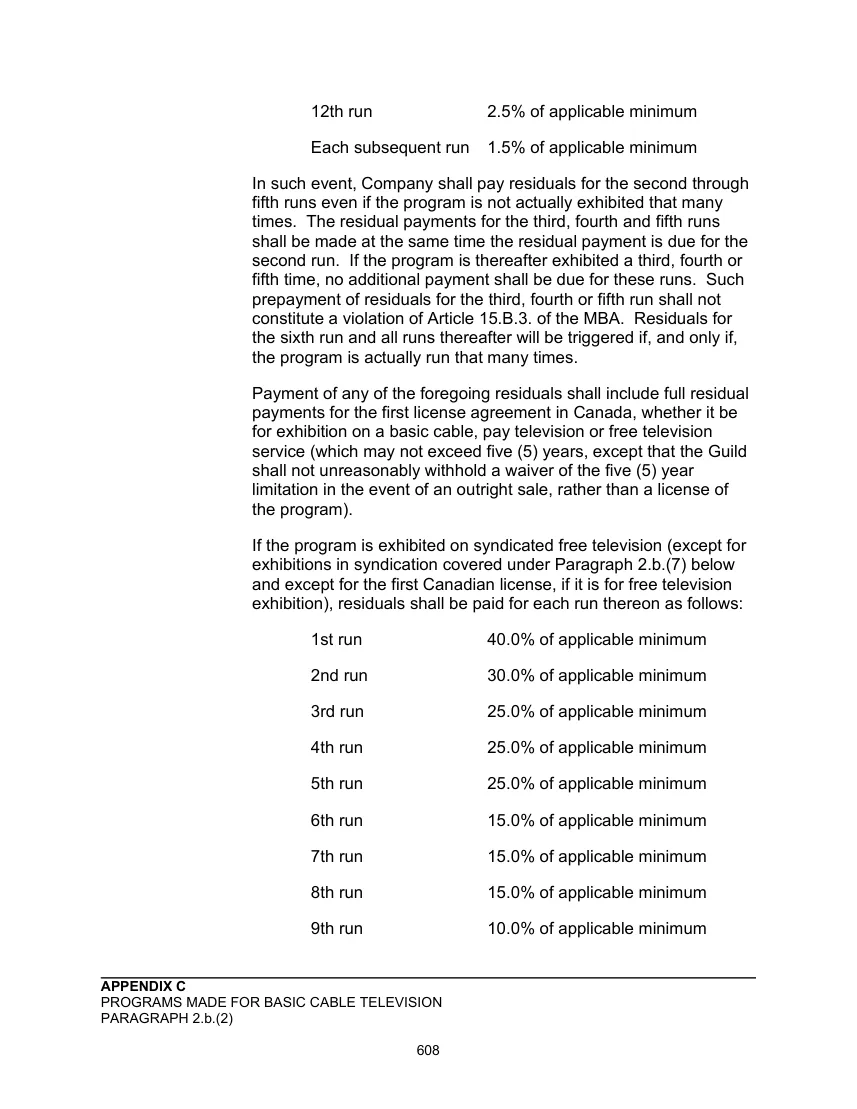 12th run 2.5% of applicable minimum
Each subsequent run 1.5% of applicable minimum
In such event, Company shall pay residuals for the second through
fifth runs even if the program is not actually exhibited that many
times.  The residual payments for the third, fourth and fifth runs
shall be made at the same time the residual payment is due for the
second run.  If the program is thereafter exhibited a third, fourth or
fifth time, no additional payment shall be due for these runs.  Such
prepayment of residuals for the third, fourth or fifth run shall not
constitute a violation of Article 15.B.3. of the MBA.  Residuals for
the sixth run and all runs thereafter will be triggered if, and only if,
the program is actually run that many times.
Payment of any of the foregoing residuals shall include full residual
payments for the first license agreement in Canada, whether it be
for exhibition on a basic cable, pay television or free television
service (which may not exceed five (5) years, except that the Guild
shall not unreasonably withhold a waiver of the five (5) year
limitation in the event of an outright sale, rather than a license of
the program).
If the program is exhibited on syndicated free television (except for
exhibitions in syndication covered under Paragraph 2.b.(7) below
and except for the first Canadian license, if it is for free television
exhibition), residuals shall be paid for each run thereon as follows:
1st run 40.0% of applicable minimum
2nd run 30.0% of applicable minimum
3rd run 25.0% of applicable minimum
4th run 25.0% of applicable minimum
5th run 25.0% of applicable minimum
6th run 15.0% of applicable minimum
7th run 15.0% of applicable minimum
8th run 15.0% of applicable minimum
9th run 10.0% of applicable minimum
APPENDIX C
PROGRAMS MADE FOR BASIC CABLE TELEVISION
PARAGRAPH 2.b.(2)
608